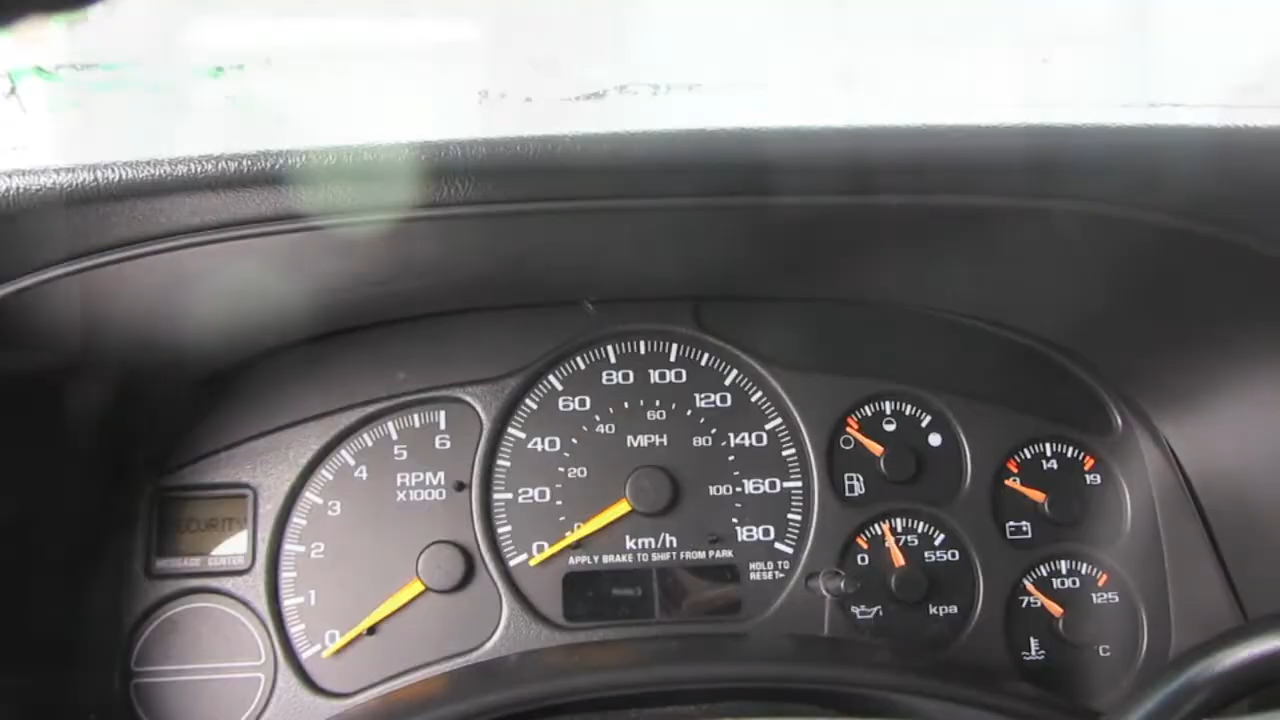 SECURITY
MESSAGE CENTER
0
1
2
3
4
5
6
RPM
X1000
0
20
40
60
80
100
120
140
160
180
0
20
40
60
80
100
MPH
km/h
APPLY BRAKE TO SHIFT FROM PARK
HOLD TO
RESET
0
275
550
kpa
9
14
19
75
100
125
°C